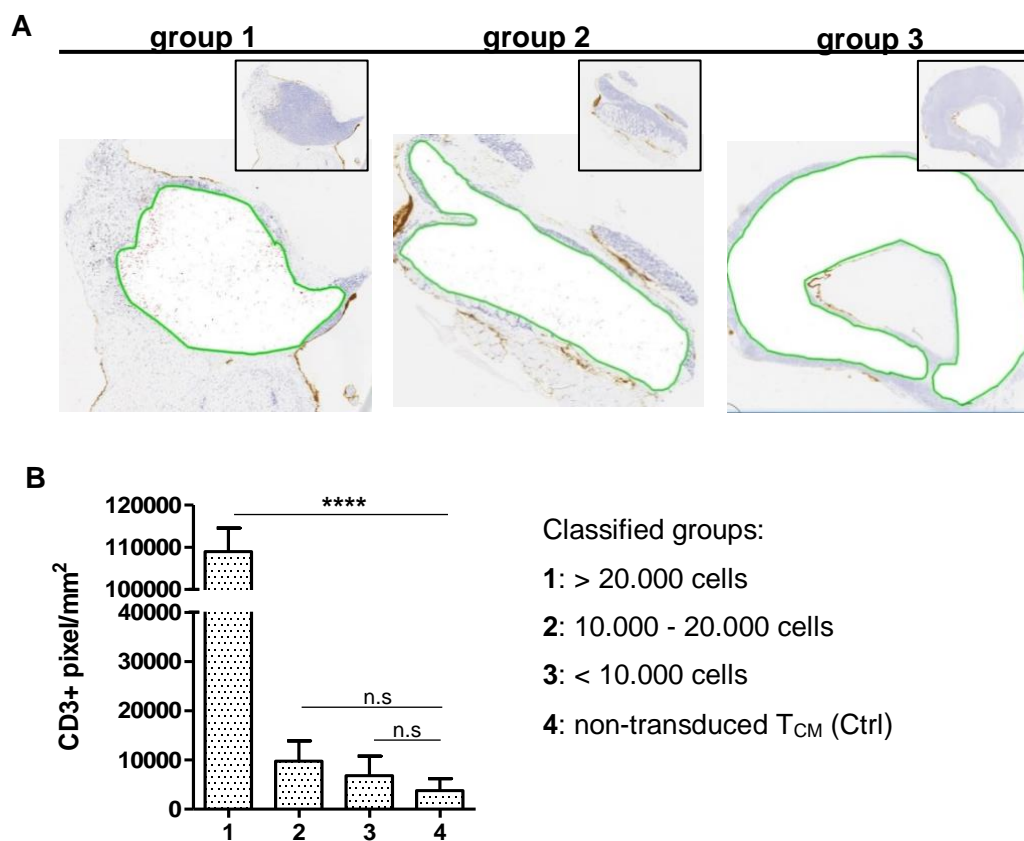 A
group 1 group 2 group 3
B
120000
110000
100000
40000
30000
20000
10000
0
CD3+ pixel/mm²
****
n.s
n.s
1 2 3 4
Classified groups:
1: > 20.000 cells
2: 10.000 - 20.000 cells
3: < 10.000 cells
4: non-transduced TCM (Ctrl)